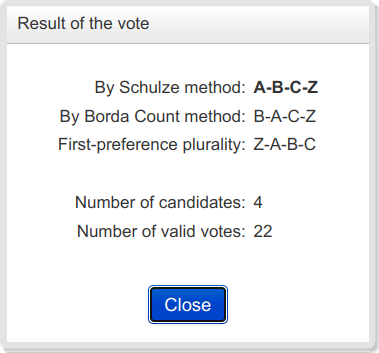 Result of the vote
By Schulze method: A-B-C-Z
By Borda Count method: B-A-C-Z
First-preference plurality: Z-A-B-C
Number of candidates: 4
Number of valid votes: 22
Close